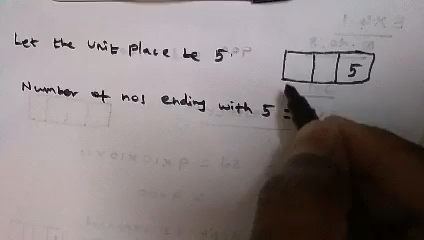 Let the unit place be 5.
5
Number of nos ending with 5 =